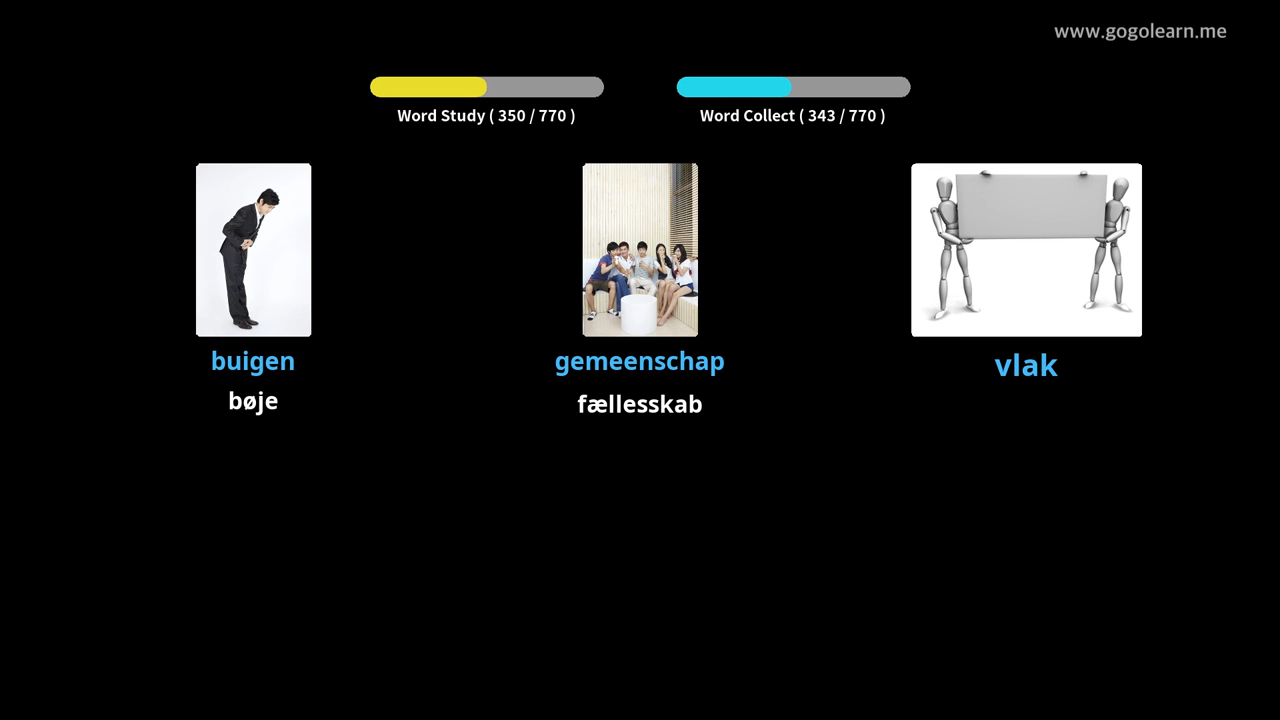 www.gogolearn.me
Word Study ( 350 / 770 )
Word Collect ( 343 / 770 )
buigen
bøje
gemeenschap
fællesskab
vlak